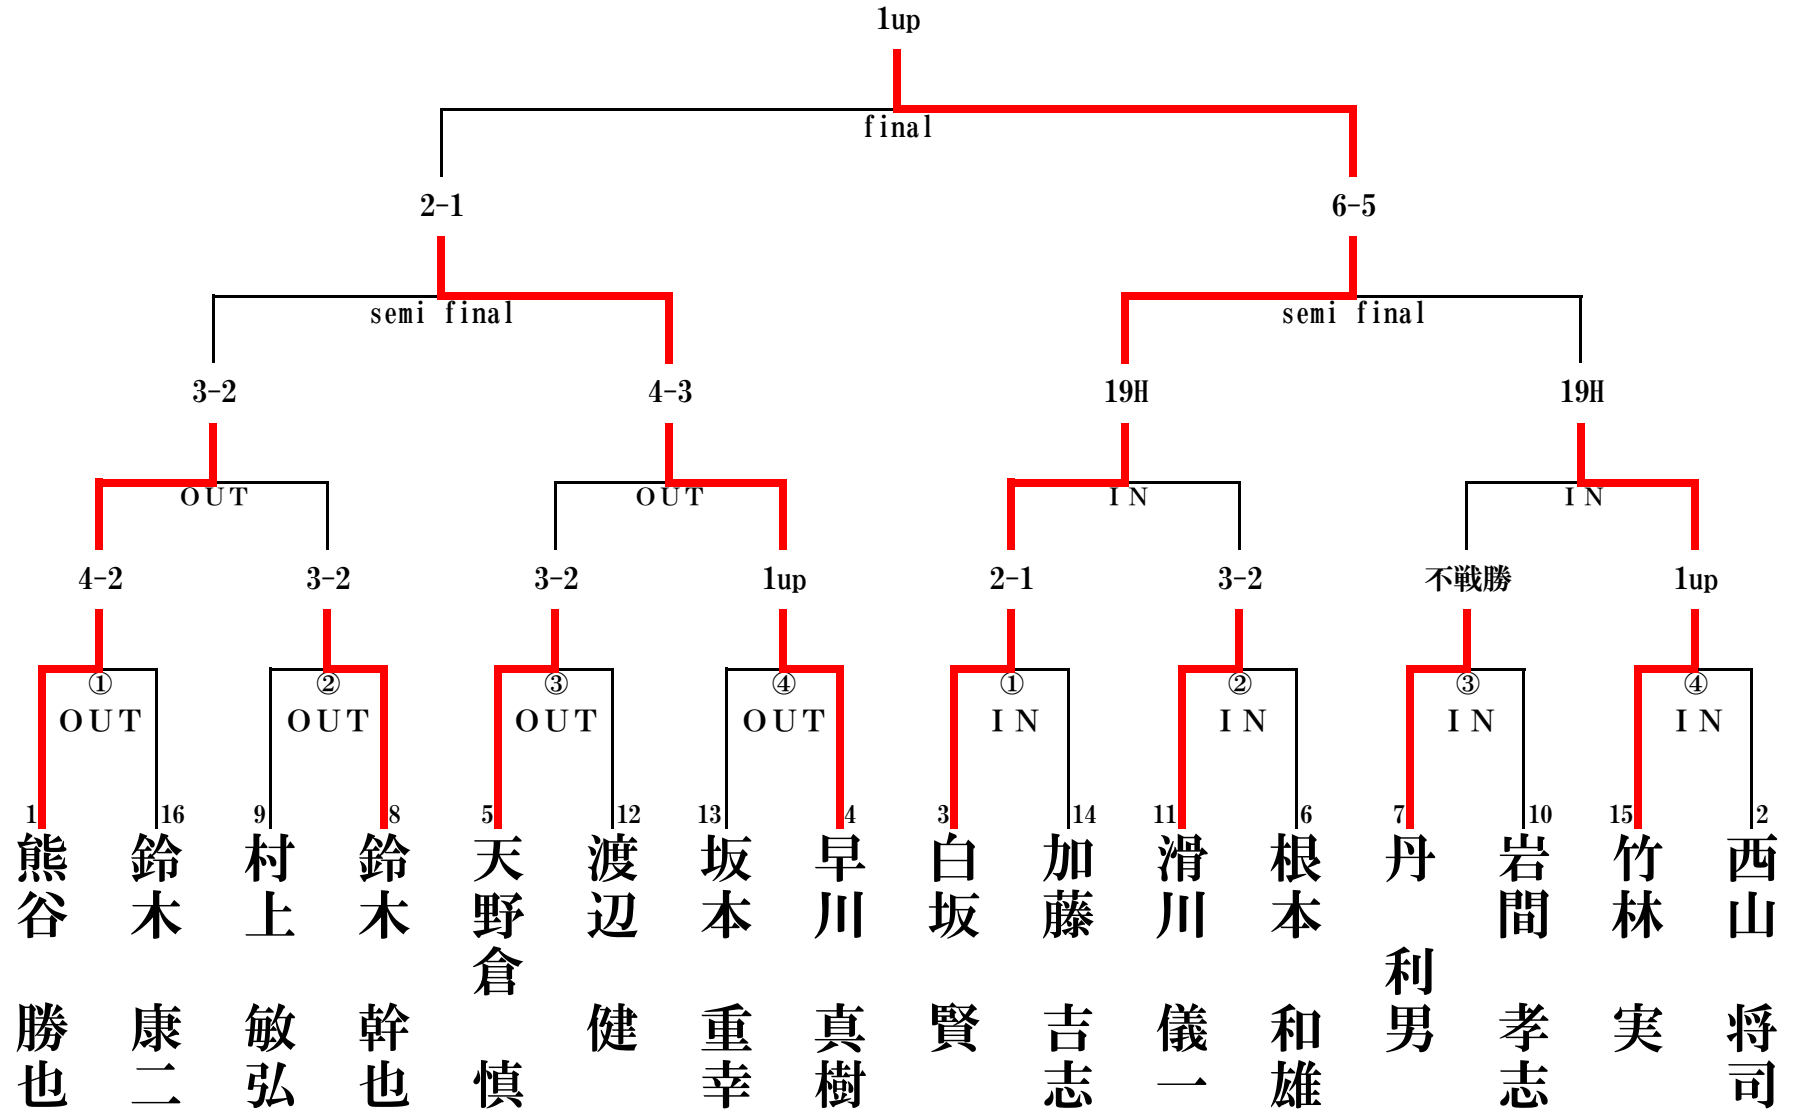 1up
final
2-1
6-5
semi final
semi final
3-2
4-3
19H
19H
ＯＵＴ
ＯＵＴ
ＩＮ
ＩＮ
4-2
3-2
3-2
1up
2-1
3-2
不戦勝
1up
①
②
③
④
①
②
③
④
ＯＵＴ
ＯＵＴ
ＯＵＴ
ＯＵＴ
ＩＮ
ＩＮ
ＩＮ
ＩＮ
1
16
9
8
5
12
13
4
3
14
11
6
7
10
15
2
熊谷　勝也
鈴木　康二
村上　敏弘
鈴木　幹也
天野倉　慎
渡辺　健
坂本　重幸
早川　真樹
白坂　賢
加藤　吉志
滑川　儀一
根本　和雄
丹　利男
岩間　孝志
竹林　実
西山　将司